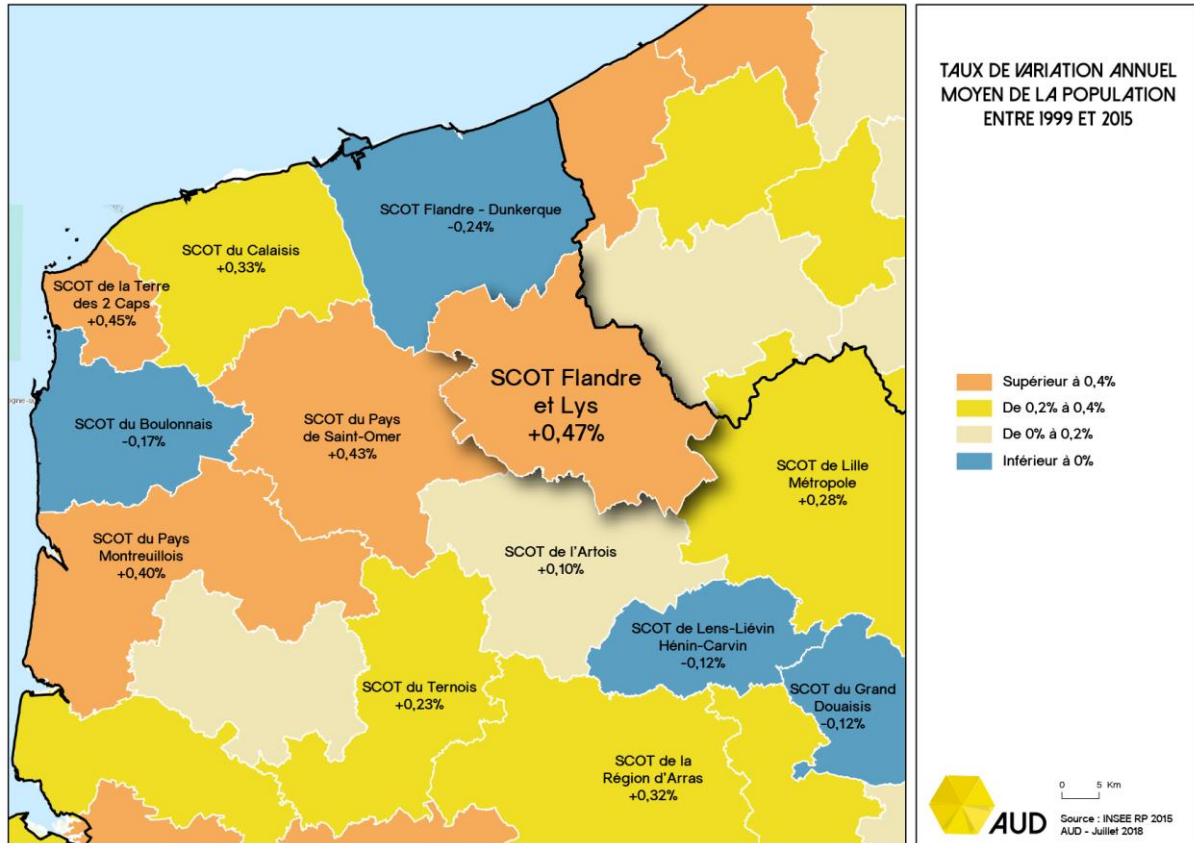 TAUX DE VARIATION ANNUEL
MOYEN DE LA POPULATION
ENTRE 1999 ET 2015
SCOT Flandre - Dunkerque
-0,24%
SCOT du Calaisis
+0,33%
SCOT de la Terre
des 2 Caps
+0,45%
SCOT Flandre
et Lys
+0,47%
SCOT du Boulonnais
-0,17%
SCOT du Pays
de Saint-Omer
+0,43%
SCOT de Lille
Métropole
+0,28%
SCOT du Pays
Montreuillois
+0,40%
SCOT de l'Artois
+0,10%
SCOT de Lens-Liévin
Hénin-Carvin
-0,12%
SCOT du Ternois
+0,23%
SCOT du Grand
Douaisis
-0,12%
SCOT de la
Région d'Arras
+0,32%
Supérieur à 0,4%
De 0,2% à 0,4%
De 0% à 0,2%
Inférieur à 0%
0 5 Km
AUD
Source : INSEE RP 2015
AUD - Juillet 2018